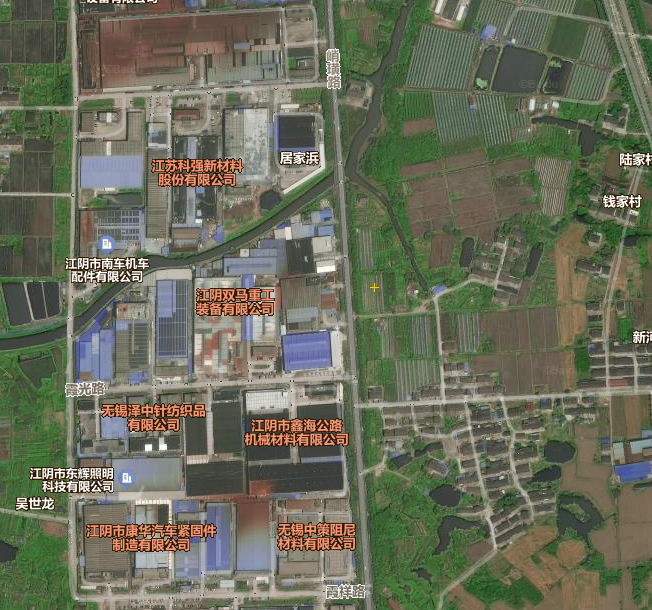 峭璜路
居家浜
江苏科强新材料
股份有限公司
钱家村
江阴市南车机车
配件有限公司
江阴双马重工
装备有限公司
霞光路
无锡泽中针纺织品
有限公司
江阴市鑫海公路
机械材料有限公司
江阴市东辉照明
科技有限公司
吴世龙
江阴市康华汽车紧固件
制造有限公司
无锡中策阻尼
材料有限公司
霞祥路